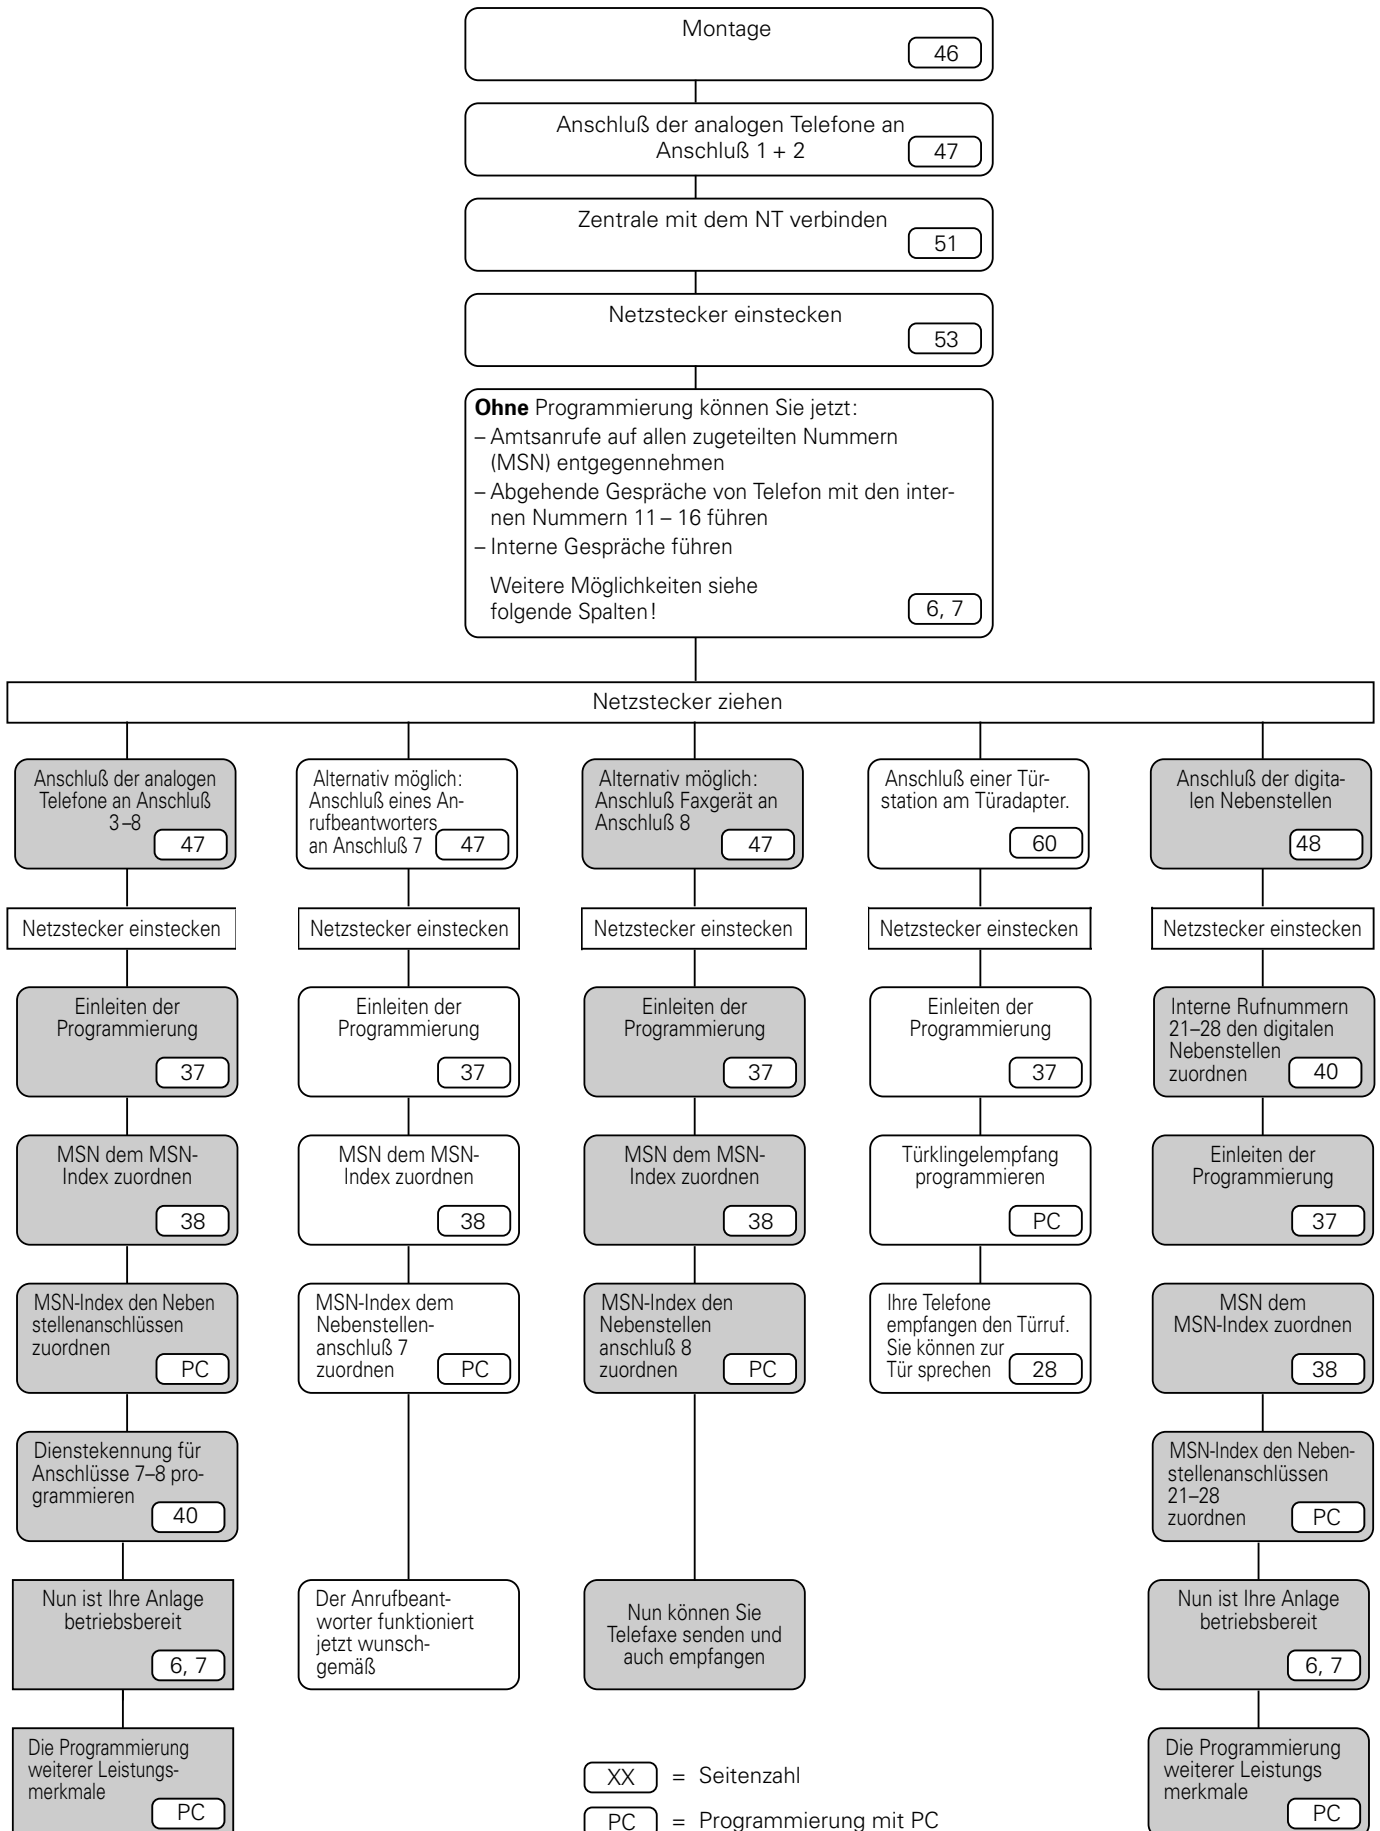 Montage
46
Anschluß der analogen Telefone an
Anschluß 1 + 2
47
Zentrale mit dem NT verbinden
51
Netzstecker einstecken
53
Ohne Programmierung können Sie jetzt:
– Amtsanrufe auf allen zugeteilten Nummern
(MSN) entgegennehmen
– Abgehende Gespräche von Telefon mit den inter-
nen Nummern 11 – 16 führen
– Interne Gespräche führen
Weitere Möglichkeiten siehe
folgende Spalten!
6, 7
Netzstecker ziehen
Anschluß der analogen
Telefone an Anschluß
3–8
47
Netzstecker einstecken
Einleiten der
Programmierung
37
MSN dem MSN-
Index zuordnen
38
MSN-Index den Neben
stellenanschlüssen
zuordnen
PC
Dienstekennung für
Anschlüsse 7–8 pro-
grammieren
40
Nun ist Ihre Anlage
betriebsbereit
6, 7
Die Programmierung
weiterer Leistungs-
merkmale
PC
Alternativ möglich:
Anschluß eines An-
rufbeantworters
an Anschluß 7
47
Netzstecker einstecken
Einleiten der
Programmierung
37
MSN dem MSN-
Index zuordnen
38
MSN-Index dem
Nebenstellen-
anschluß 7
zuordnen
PC
Der Anrufbeant-
worter funktioniert
jetzt wunsch-
gemäß
Alternativ möglich:
Anschluß Faxgerät an
Anschluß 8
47
Netzstecker einstecken
Einleiten der
Programmierung
37
MSN dem MSN-
Index zuordnen
38
MSN-Index den
Nebenstellen
anschluß 8
zuordnen
PC
Nun können Sie
Telefaxe senden und
auch empfangen
Anschluß einer Tür-
station am Türadapter.
60
Netzstecker einstecken
Einleiten der
Programmierung
37
Türklingelempfang
programmieren
PC
Ihre Telefone
empfangen den Türruf.
Sie können zur
Tür sprechen
28
Anschluß der digita-
len Nebenstellen
48
Netzstecker einstecken
Interne Rufnummern
21–28 den digitalen
Nebenstellen
zuordnen
40
Einleiten der
Programmierung
37
MSN dem
MSN-Index zuordnen
38
MSN-Index den Neben-
stellenanschlüssen
21–28
zuordnen
PC
Nun ist Ihre Anlage
betriebsbereit
6, 7
Die Programmierung
weiterer Leistungs
merkmale
PC
XX = Seitenzahl
PC = Programmierung mit PC